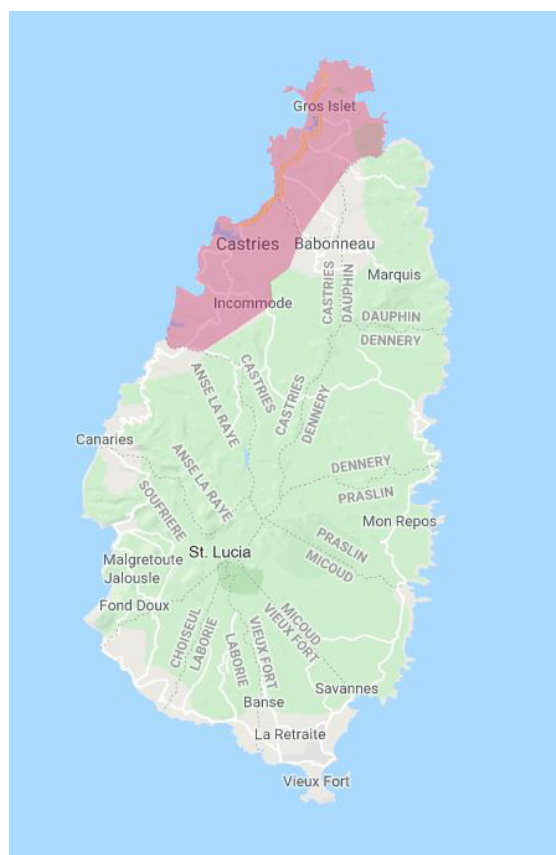 Gros Islet
Castries
Babonneau
Marquis
Incommode
CASTRIES
DAUPHIN
DAUPHIN
DENNERY
ANSE LA RAYE
CASTRIES
CASTRIES
DENNERY
Canaries
ANSE LA RAYE
SOUFRIERE
DENNERY
PRASLIN
Mon Repos
PRASLIN
MICOUD
St. Lucia
Malgretoute
Jalousie
Fond Doux
CHOISEUL
LABORIE
LABORIE
VIEUX FORT
MICOUD
VIEUX FORT
Savannes
Banse
La Retraite
Vieux Fort